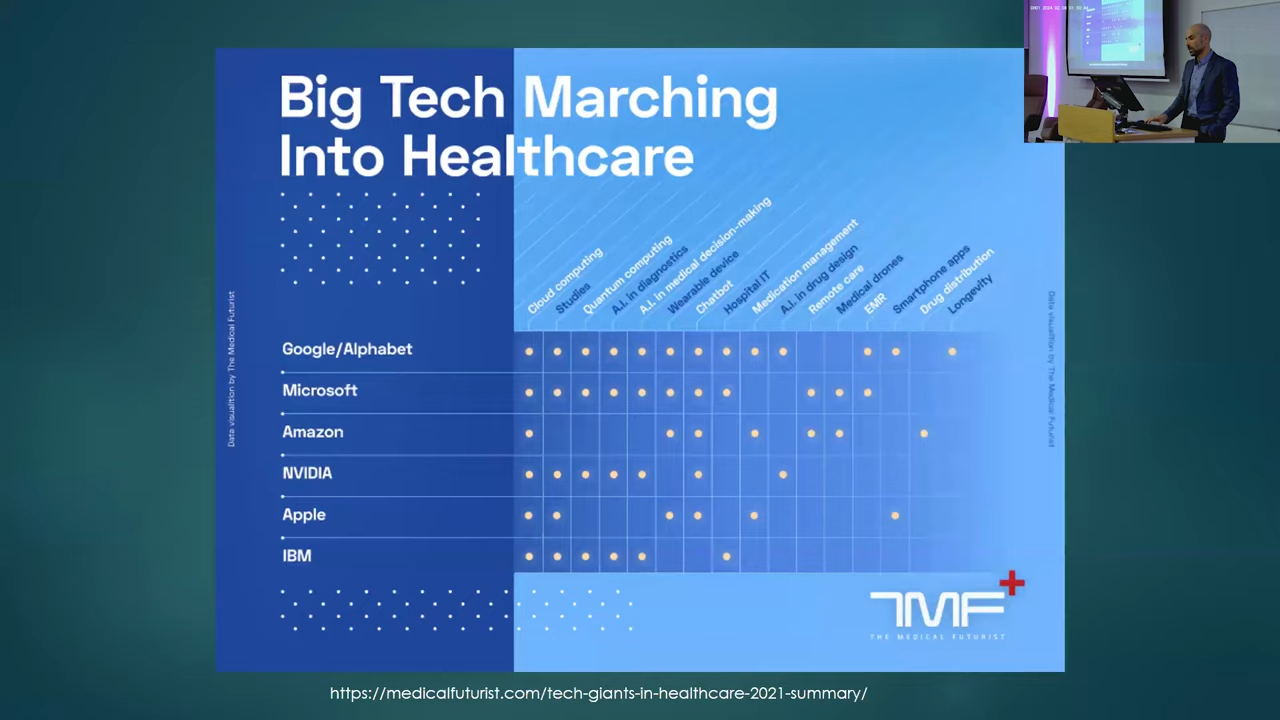 Big Tech Marching
Into Healthcare
Cloud computing
Studies
Quantum computing
A.I. in diagnostics
A.I. in medical decision-making
Wearable device
Chatbot
Hospital IT
Medication management
A.I. in drug design
Remote care
Medical drones
EMR
Smartphone apps
Drug distribution
Longevity
Data visualition by The Medical Futurist
Google/Alphabet
Microsoft
Amazon
NVIDIA
Apple
IBM
Data visualition by The Medical Futurist
TMF
THE MEDICAL FUTURIST
https://medicalfuturist.com/tech-giants-in-healthcare-2021-summary/